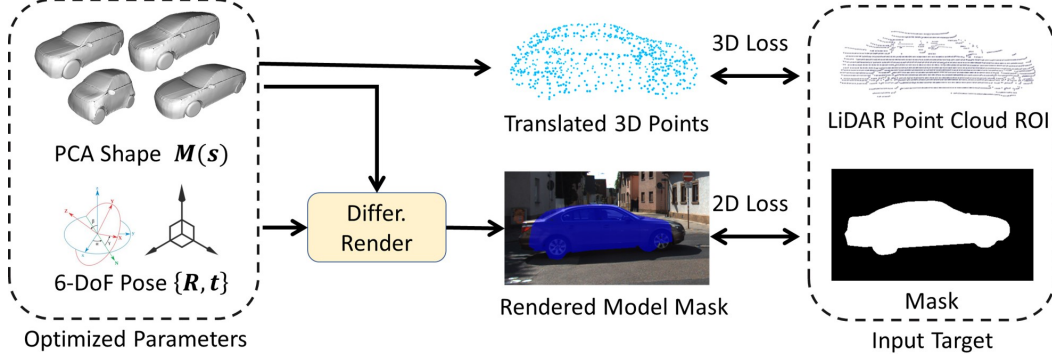 PCA Shape M(s)
6-DoF Pose {R, t}
Optimized Parameters
Differ.
Render
Translated 3D Points
Rendered Model Mask
3D Loss
2D Loss
LiDAR Point Cloud ROI
Mask
Input Target